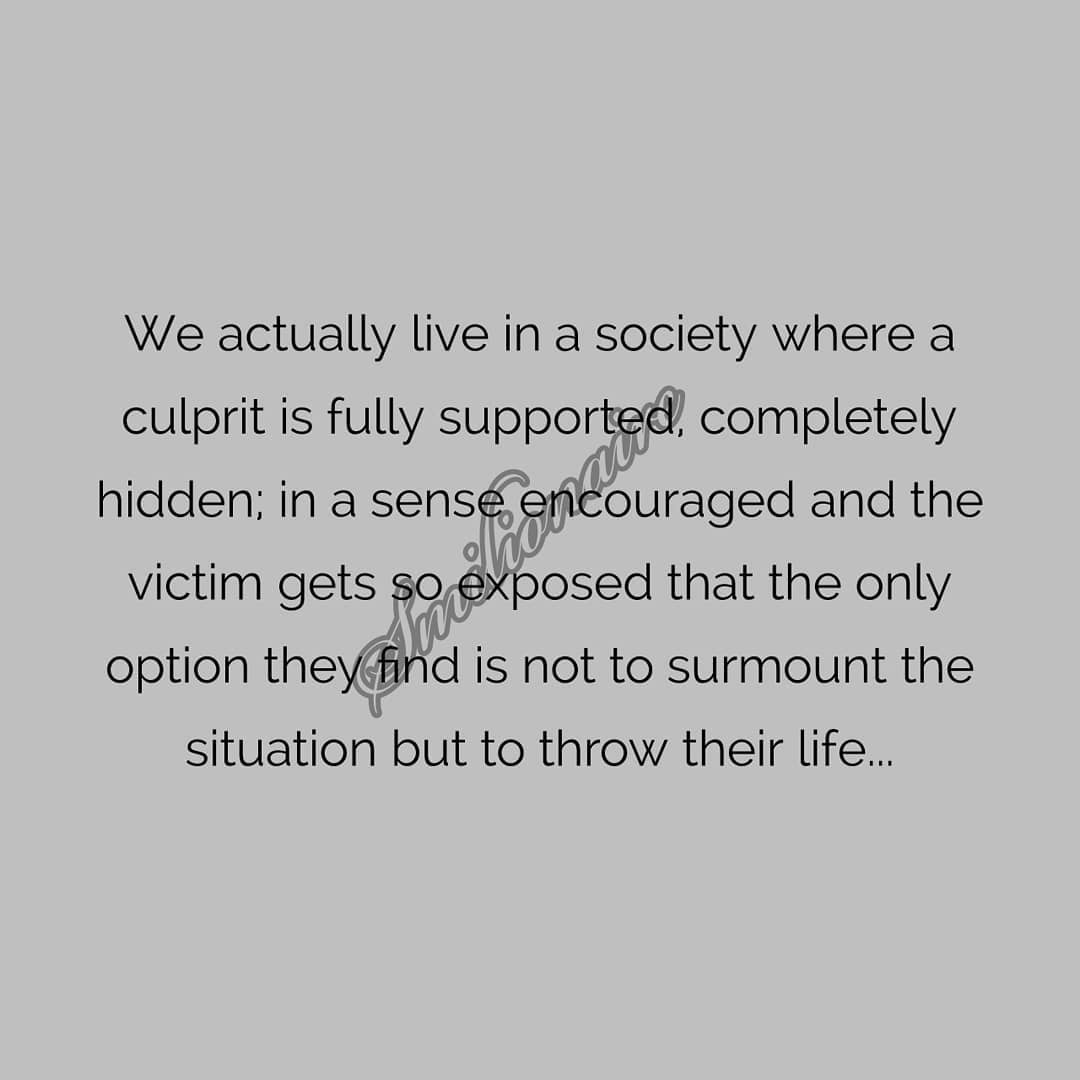 We actually live in a society where a
culprit is fully supported, completely
hidden; in a sense encouraged and the
victim gets so exposed that the only
option they find is not to surmount the
situation but to throw their life...